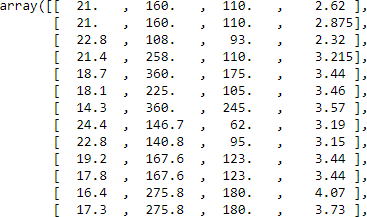 array([[ 21. , 160. , 110. , 2.62 ],
[ 21. , 160. , 110. , 2.875],
[ 22.8 , 108. , 93. , 2.32 ],
[ 21.4 , 258. , 110. , 3.215],
[ 18.7 , 360. , 175. , 3.44 ],
[ 18.1 , 225. , 105. , 3.46 ],
[ 14.3 , 360. , 245. , 3.57 ],
[ 24.4 , 146.7 , 62. , 3.19 ],
[ 22.8 , 140.8 , 95. , 3.15 ],
[ 19.2 , 167.6 , 123. , 3.44 ],
[ 17.8 , 167.6 , 123. , 3.44 ],
[ 16.4 , 275.8 , 180. , 4.07 ],
[ 17.3 , 275.8 , 180. , 3.73 ],